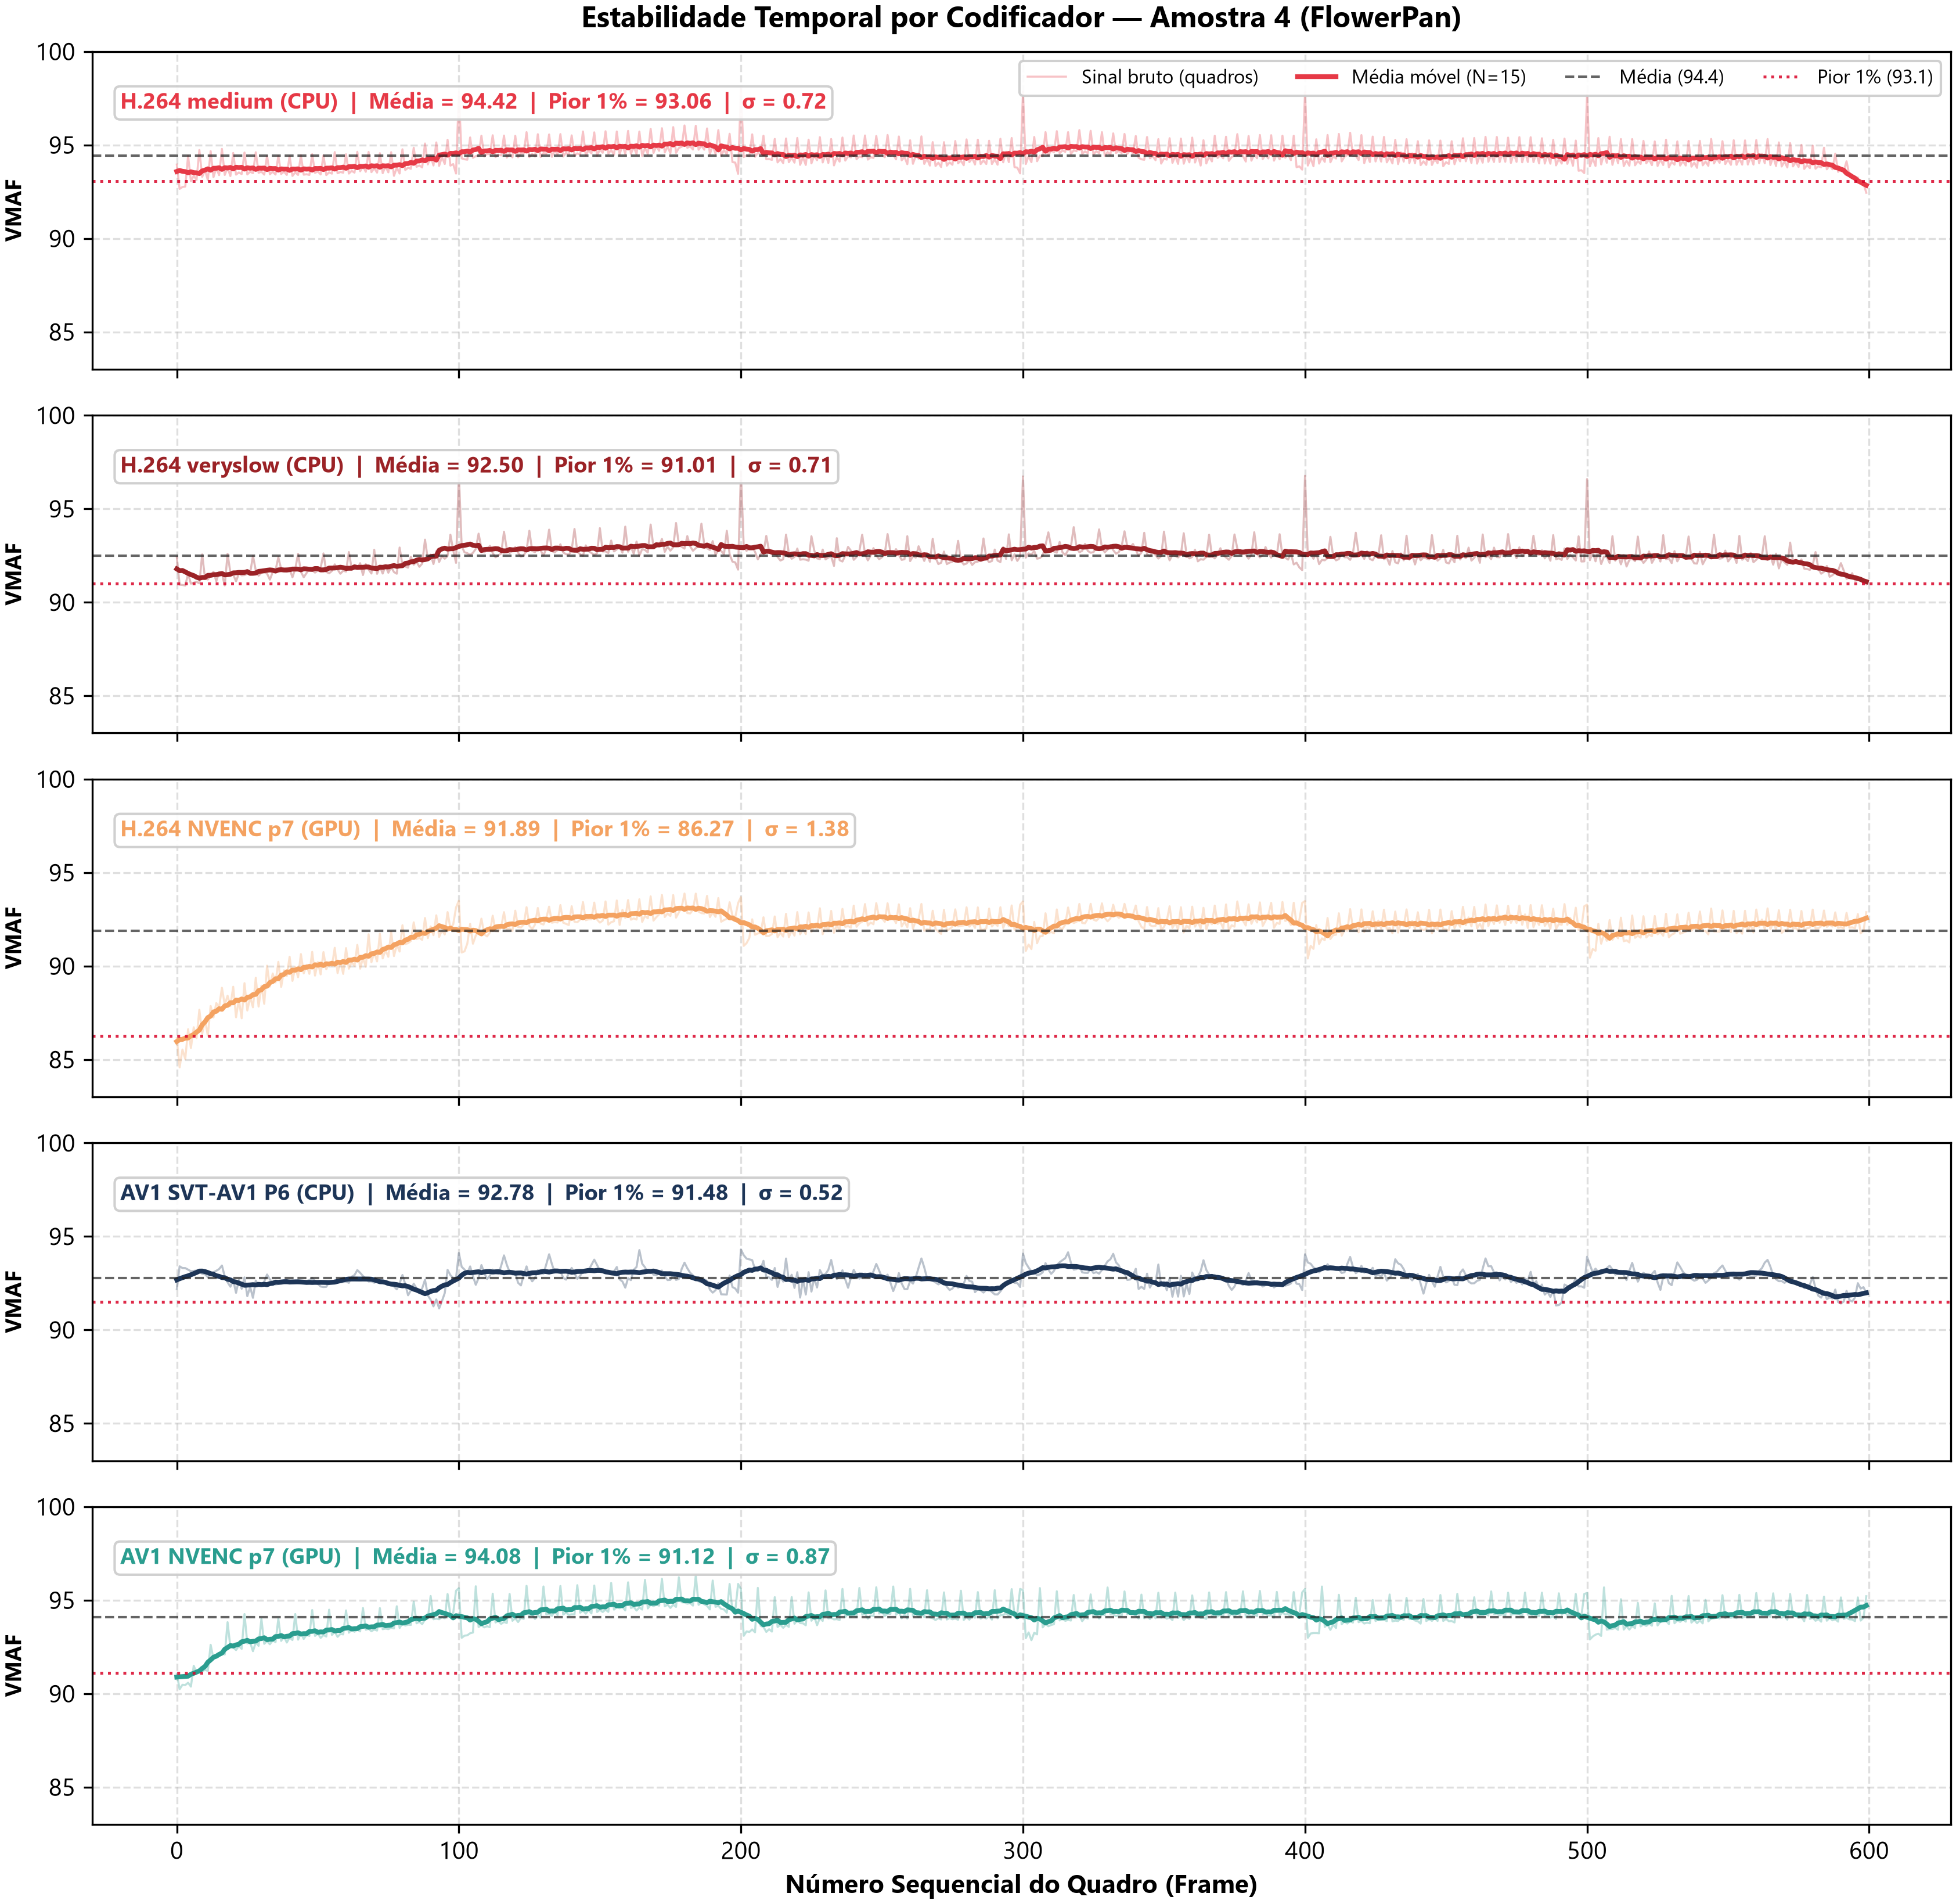 Estabilidade Temporal por Codificador — Amostra 4 (FlowerPan)
100
Sinal bruto (quadros) Média móvel (N=15) Média (94.4) Pior 1% (93.1)
H.264 medium (CPU) | Média = 94.42 | Pior 1% = 93.06 | σ = 0.72
95
VMAF
90
85
100
H.264 veryslow (CPU) | Média = 92.50 | Pior 1% = 91.01 | σ = 0.71
95
VMAF
90
85
100
H.264 NVENC p7 (GPU) | Média = 91.89 | Pior 1% = 86.27 | σ = 1.38
95
VMAF
90
85
100
AV1 SVT-AV1 P6 (CPU) | Média = 92.78 | Pior 1% = 91.48 | σ = 0.52
95
VMAF
90
85
100
AV1 NVENC p7 (GPU) | Média = 94.08 | Pior 1% = 91.12 | σ = 0.87
95
VMAF
90
85
0 100 200 300 400 500 600
Número Sequencial do Quadro (Frame)